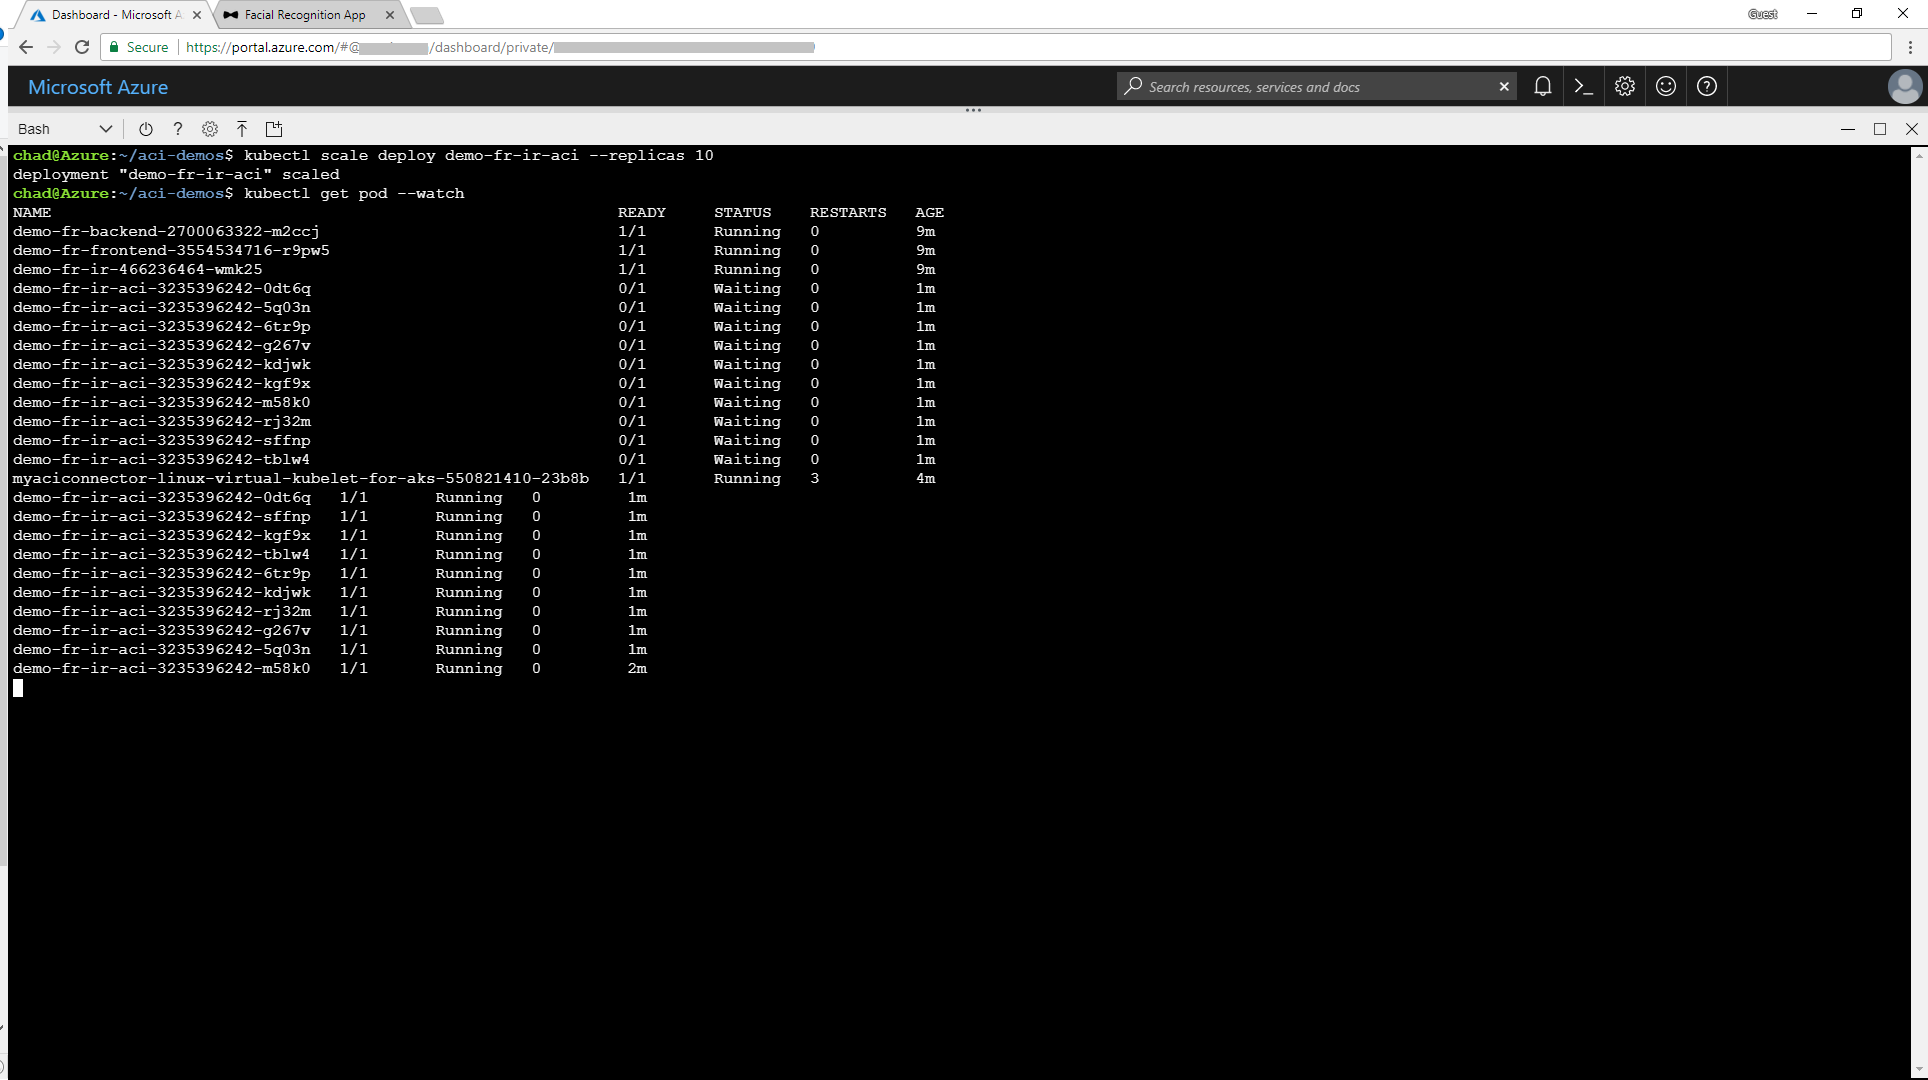 Dashboard - Microsoft A
Facial Recognition App
Guest
Secure
https://portal.azure.com/#@
/dashboard/private/
Microsoft Azure
Search resources, services and docs
Bash
chad@Azure:~/aci-demos$ kubectl scale deploy demo-fr-ir-aci --replicas 10
deployment "demo-fr-ir-aci" scaled
chad@Azure:~/aci-demos$ kubectl get pod --watch
NAME READY STATUS RESTARTS AGE
demo-fr-backend-2700063322-m2ccj 1/1 Running 0 9m
demo-fr-frontend-3554534716-r9pw5 1/1 Running 0 9m
demo-fr-ir-466236464-wmk25 1/1 Running 0 9m
demo-fr-ir-aci-3235396242-0dt6q 0/1 Waiting 0 1m
demo-fr-ir-aci-3235396242-5q03n 0/1 Waiting 0 1m
demo-fr-ir-aci-3235396242-6tr9p 0/1 Waiting 0 1m
demo-fr-ir-aci-3235396242-g267v 0/1 Waiting 0 1m
demo-fr-ir-aci-3235396242-kdjwk 0/1 Waiting 0 1m
demo-fr-ir-aci-3235396242-kgf9x 0/1 Waiting 0 1m
demo-fr-ir-aci-3235396242-m58k0 0/1 Waiting 0 1m
demo-fr-ir-aci-3235396242-rj32m 0/1 Waiting 0 1m
demo-fr-ir-aci-3235396242-sffnp 0/1 Waiting 0 1m
demo-fr-ir-aci-3235396242-tblw4 0/1 Waiting 0 1m
myaciconnector-linux-virtual-kubelet-for-aks-550821410-23b8b 1/1 Running 3 4m
demo-fr-ir-aci-3235396242-0dt6q 1/1 Running 0 1m
demo-fr-ir-aci-3235396242-sffnp 1/1 Running 0 1m
demo-fr-ir-aci-3235396242-kgf9x 1/1 Running 0 1m
demo-fr-ir-aci-3235396242-tblw4 1/1 Running 0 1m
demo-fr-ir-aci-3235396242-6tr9p 1/1 Running 0 1m
demo-fr-ir-aci-3235396242-kdjwk 1/1 Running 0 1m
demo-fr-ir-aci-3235396242-rj32m 1/1 Running 0 1m
demo-fr-ir-aci-3235396242-g267v 1/1 Running 0 1m
demo-fr-ir-aci-3235396242-5q03n 1/1 Running 0 1m
demo-fr-ir-aci-3235396242-m58k0 1/1 Running 0 2m